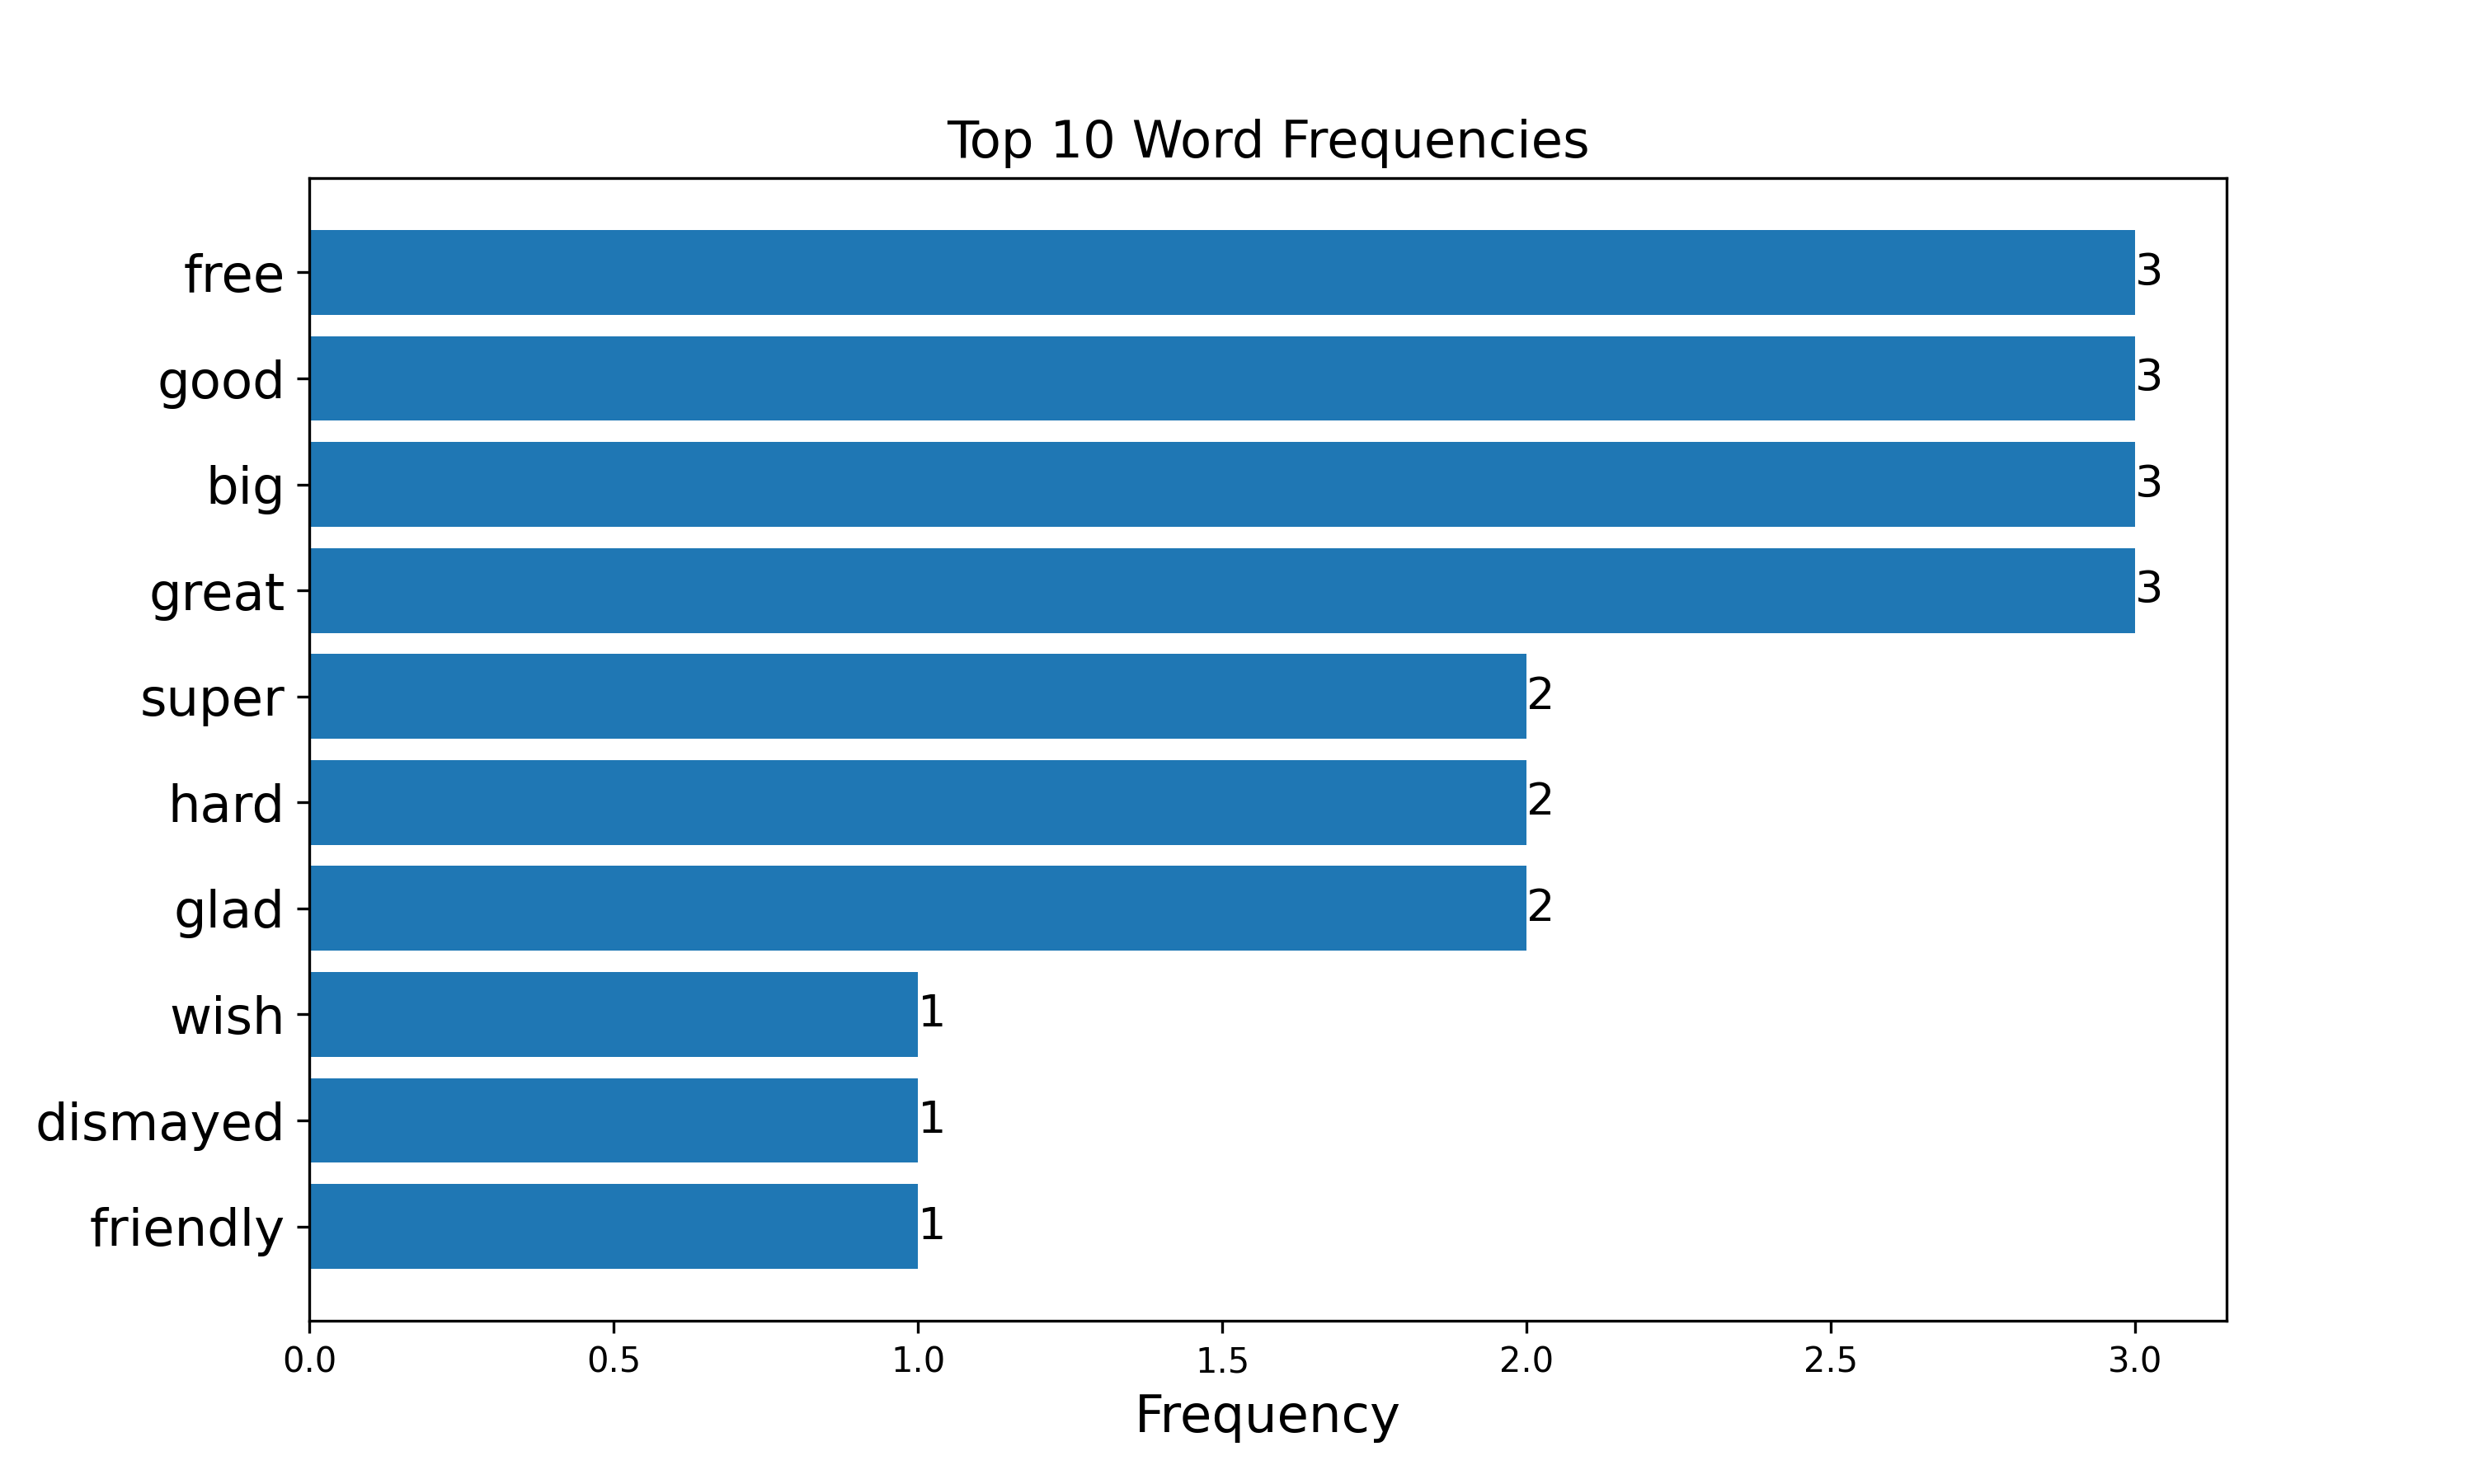 Top 10 Word Frequencies
free 3
good 3
big 3
great 3
super 2
hard 2
glad 2
wish 1
dismayed 1
friendly 1
0.0 0.5 1.0 1.5 2.0 2.5 3.0
Frequency